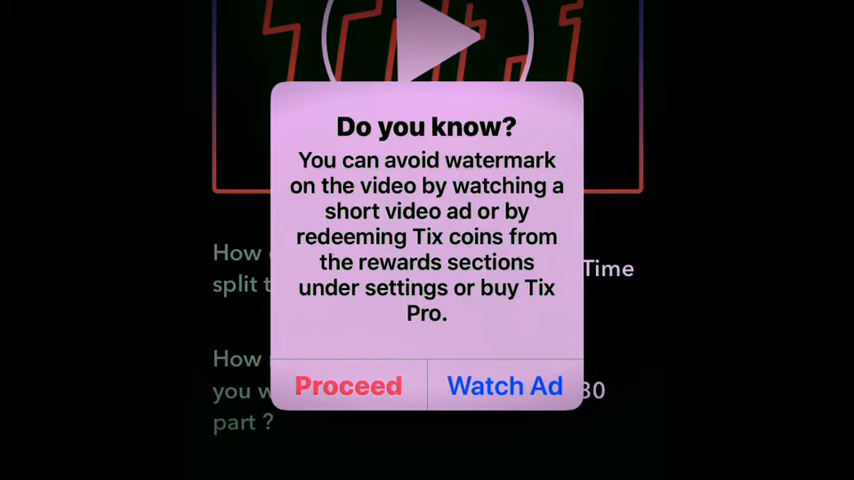 Do you know?
You can avoid watermark
on the video by watching a
short video ad or by
redeeming Tix coins from
the rewards sections
under settings or buy Tix
Pro.
How
Time
split
How
you
30
part ?
Proceed
Watch Ad